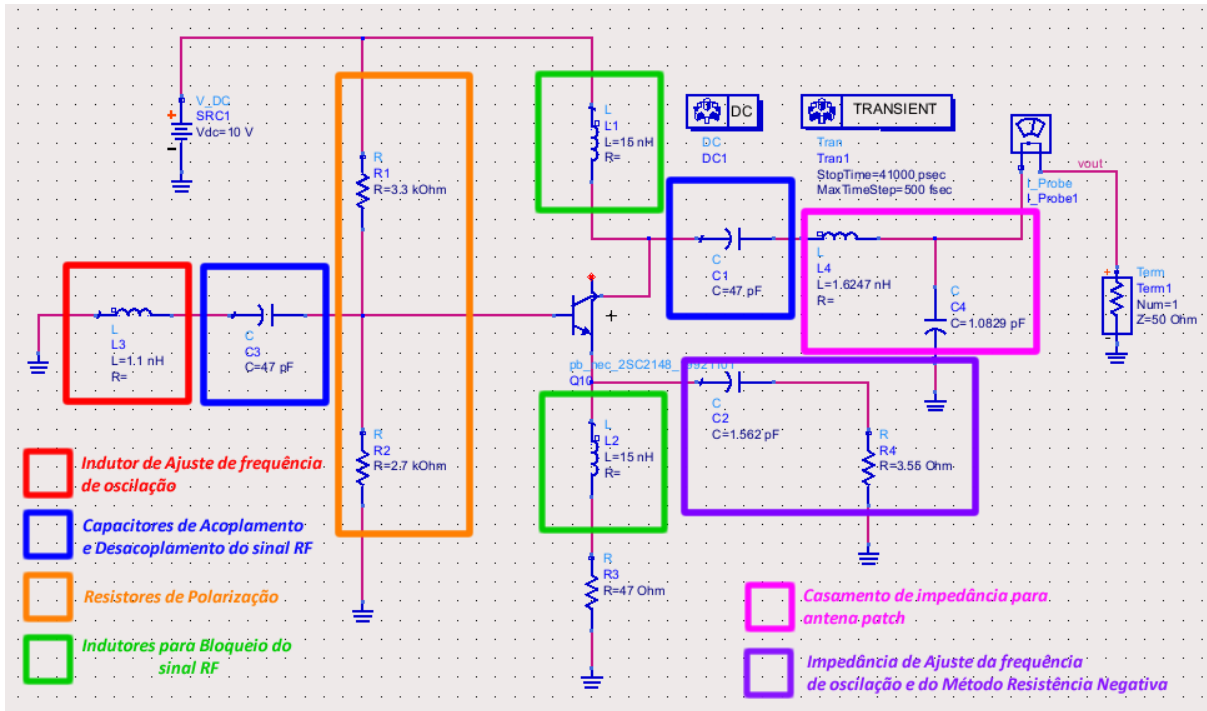 V_DC
SRC1
Vdc=10 V
R
R1
R=3.3 kOhm
L
L1
L=15 nH
R=
DC
DC
DC1
TRANSIENT
Tran
Tran1
StopTime=41000 psec
MaxTimeStep=500 fsec
I_Probe
vout
C
C1
C=47 pF
L
L4
L=1.6247 nH
R=
C
C4
C=1.0829 pF
Term
Term1
Num=1
Z=50 Ohm
L
L3
L=1.1 nH
R=
C
C3
C=47 pF
C
C2
C=1.562 pF
R
R4
R=3.55 Ohm
R
R2
R=2.7 kOhm
L
L2
L=15 nH
R=
R
R3
R=47 Ohm
Indutor de Ajuste de frequência
de oscilação
Capacitores de Acoplamento
e Desacoplamento do sinal RF
Resistores de Polarização
Indutores para Bloqueio do
sinal RF
Casamento de impedância para
antena patch
Impedância de Ajuste da frequência
de oscilação e do Método Resistência Negativa